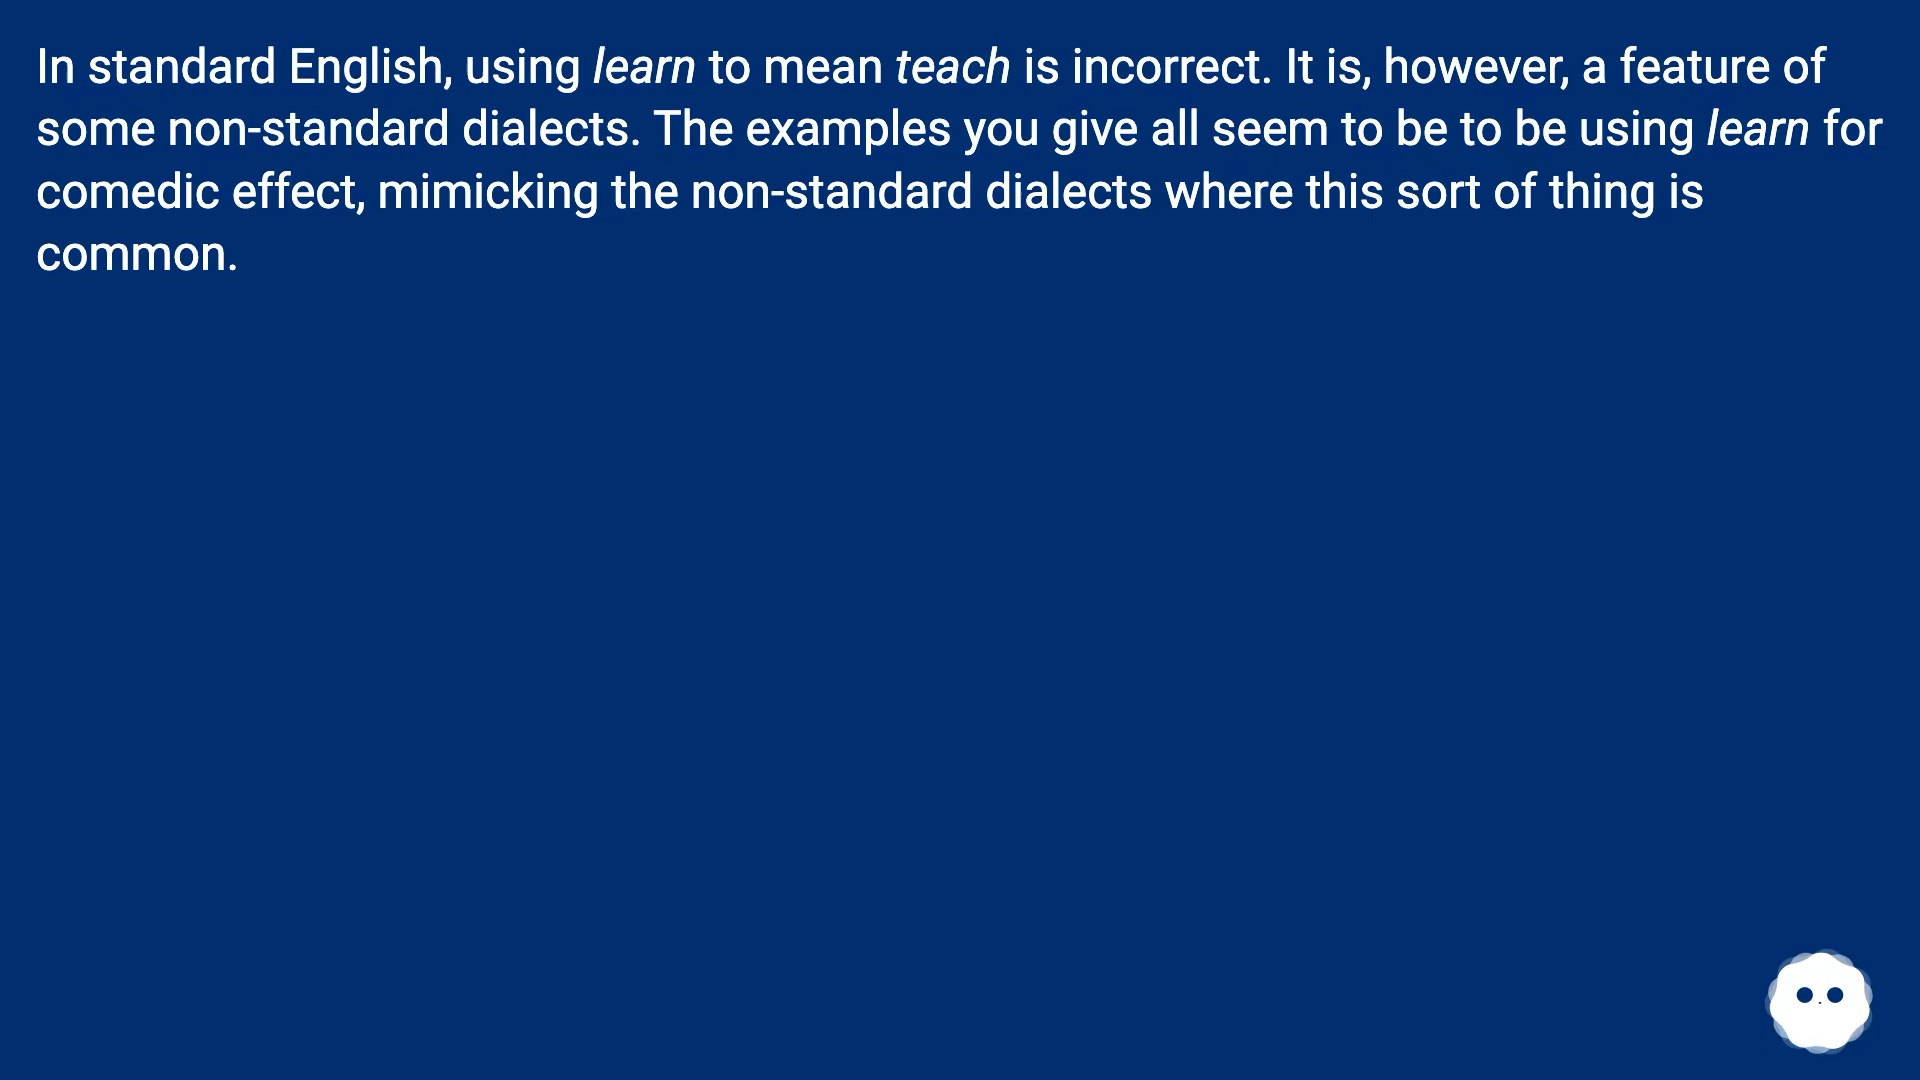 In standard English, using learn to mean teach is incorrect. It is, however, a feature of
some non-standard dialects. The examples you give all seem to be to be using learn for
comedic effect, mimicking the non-standard dialects where this sort of thing is
common.